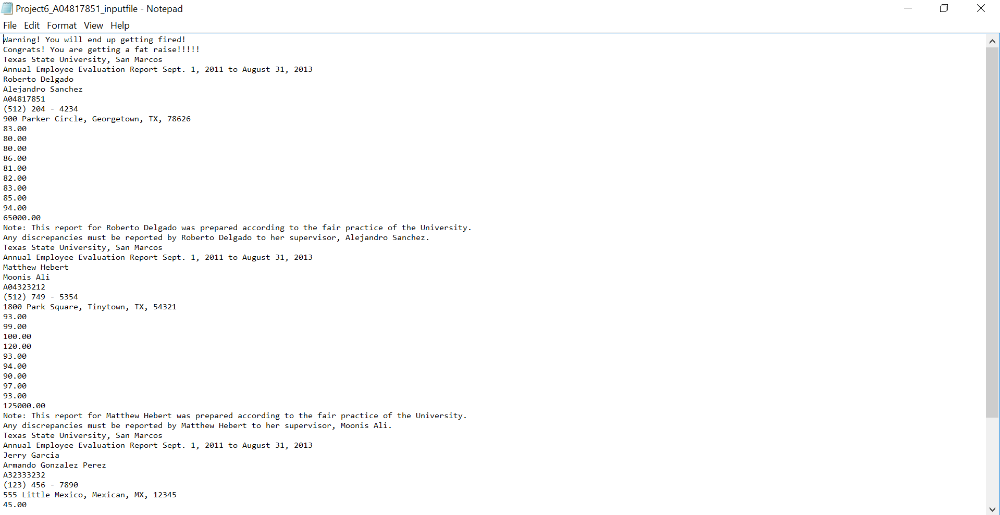 Project6_A04817851_inputfile - Notepad
File Edit Format View Help
Warning! You will end up getting fired!
Congrats! You are getting a fat raise!!!!!
Texas State University, San Marcos
Annual Employee Evaluation Report Sept. 1, 2011 to August 31, 2013
Roberto Delgado
Alejandro Sanchez
A04817851
(512) 204 - 4234
900 Parker Circle, Georgetown, TX, 78626
83.00
80.00
80.00
86.00
81.00
82.00
83.00
85.00
94.00
65000.00
Note: This report for Roberto Delgado was prepared according to the fair practice of the University.
Any discrepancies must be reported by Roberto Delgado to her supervisor, Alejandro Sanchez.
Texas State University, San Marcos
Annual Employee Evaluation Report Sept. 1, 2011 to August 31, 2013
Matthew Hebert
Moonis Ali
A04323212
(512) 749 - 5354
1800 Park Square, Tinytown, TX, 54321
93.00
99.00
100.00
120.00
93.00
94.00
90.00
97.00
93.00
125000.00
Note: This report for Matthew Hebert was prepared according to the fair practice of the University.
Any discrepancies must be reported by Matthew Hebert to her supervisor, Moonis Ali.
Texas State University, San Marcos
Annual Employee Evaluation Report Sept. 1, 2011 to August 31, 2013
Jerry Garcia
Armando Gonzalez Perez
A32333232
(123) 456 - 7890
555 Little Mexico, Mexican, MX, 12345
45.00